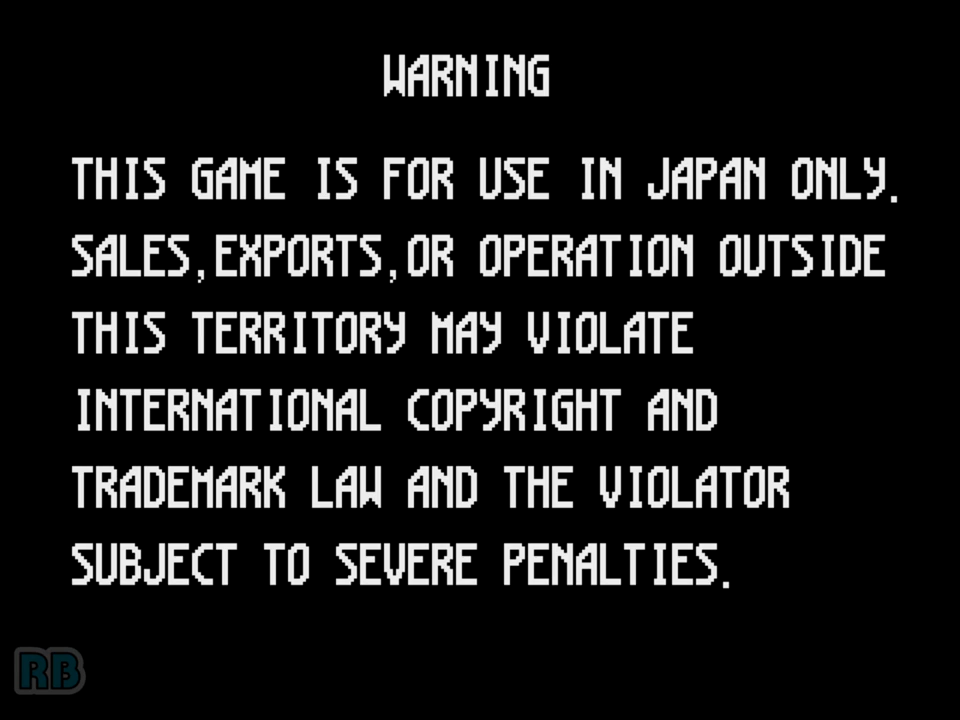 WARNING
THIS GAME IS FOR USE IN JAPAN ONLY.
SALES,EXPORTS,OR OPERATION OUTSIDE
THIS TERRITORY MAY VIOLATE
INTERNATIONAL COPYRIGHT AND
TRADEMARK LAW AND THE VIOLATOR
SUBJECT TO SEVERE PENALTIES.
RB